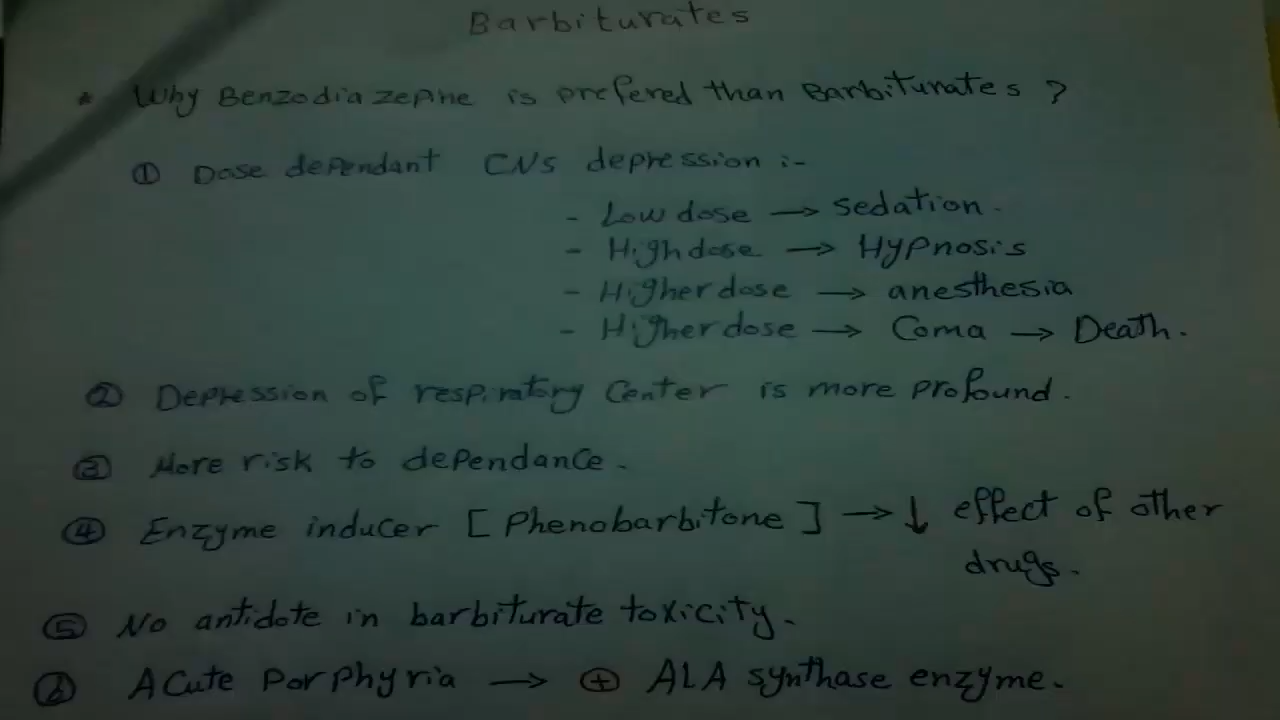 Barbiturates
* Why Benzodiazepine is prefered than Barbiturates ?
① Dose dependant CNS depression :-
- Low dose → sedation.
- High dose → Hypnosis
- Higher dose → anesthesia
- Higher dose → Coma → Death.
② Depression of respiratory Center is more profound.
③ More risk to dependance.
④ Enzyme inducer [ Phenobarbitone ] → ↓ effect of other
drugs.
⑤ No antidote in barbiturate toxicity.
⑥ Acute Porphyria → ⊕ ALA synthase enzyme.